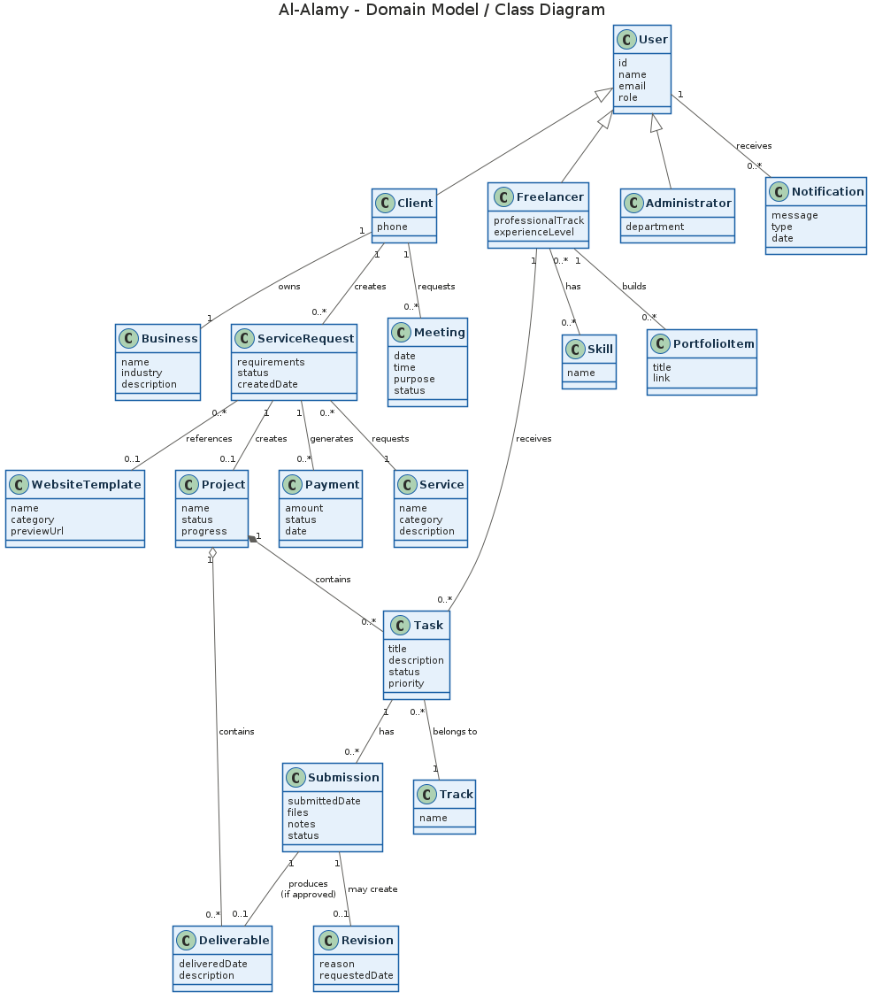 Al-Alamy - Domain Model / Class Diagram
C User
id
name
email
role
1
receives
0..*
C Client
phone
C Freelancer
professionalTrack
experienceLevel
C Administrator
department
C Notification
message
type
date
1
1
1
1
0..*
1
owns
creates
requests
has
builds
1
0..*
0..*
0..*
0..*
C Business
name
industry
description
C ServiceRequest
requirements
status
createdDate
C Meeting
date
time
purpose
status
C Skill
name
C PortfolioItem
title
link
0..*
1
1
0..*
references
creates
generates
requests
receives
0..1
0..1
0..*
1
C WebsiteTemplate
name
category
previewUrl
C Project
name
status
progress
C Payment
amount
status
date
C Service
name
category
description
1
1
contains
0..*
0..*
C Task
title
description
status
priority
1
0..*
contains
has
belongs to
0..*
1
C Submission
submittedDate
files
notes
status
C Track
name
1
1
produces
(if approved)
may create
0..*
0..1
0..1
C Deliverable
deliveredDate
description
C Revision
reason
requestedDate